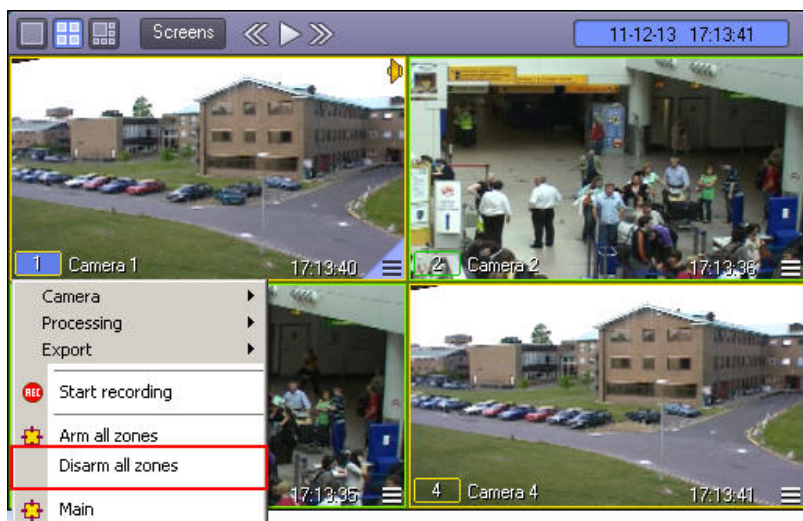 Screens
11-12-13 17:13:41
1 Camera 1
17:13:40
2 Camera 2
17:13:36
Camera
Processing
Export
REC Start recording
Arm all zones
Disarm all zones
Main
17:13:35
4 Camera 4
17:13:41